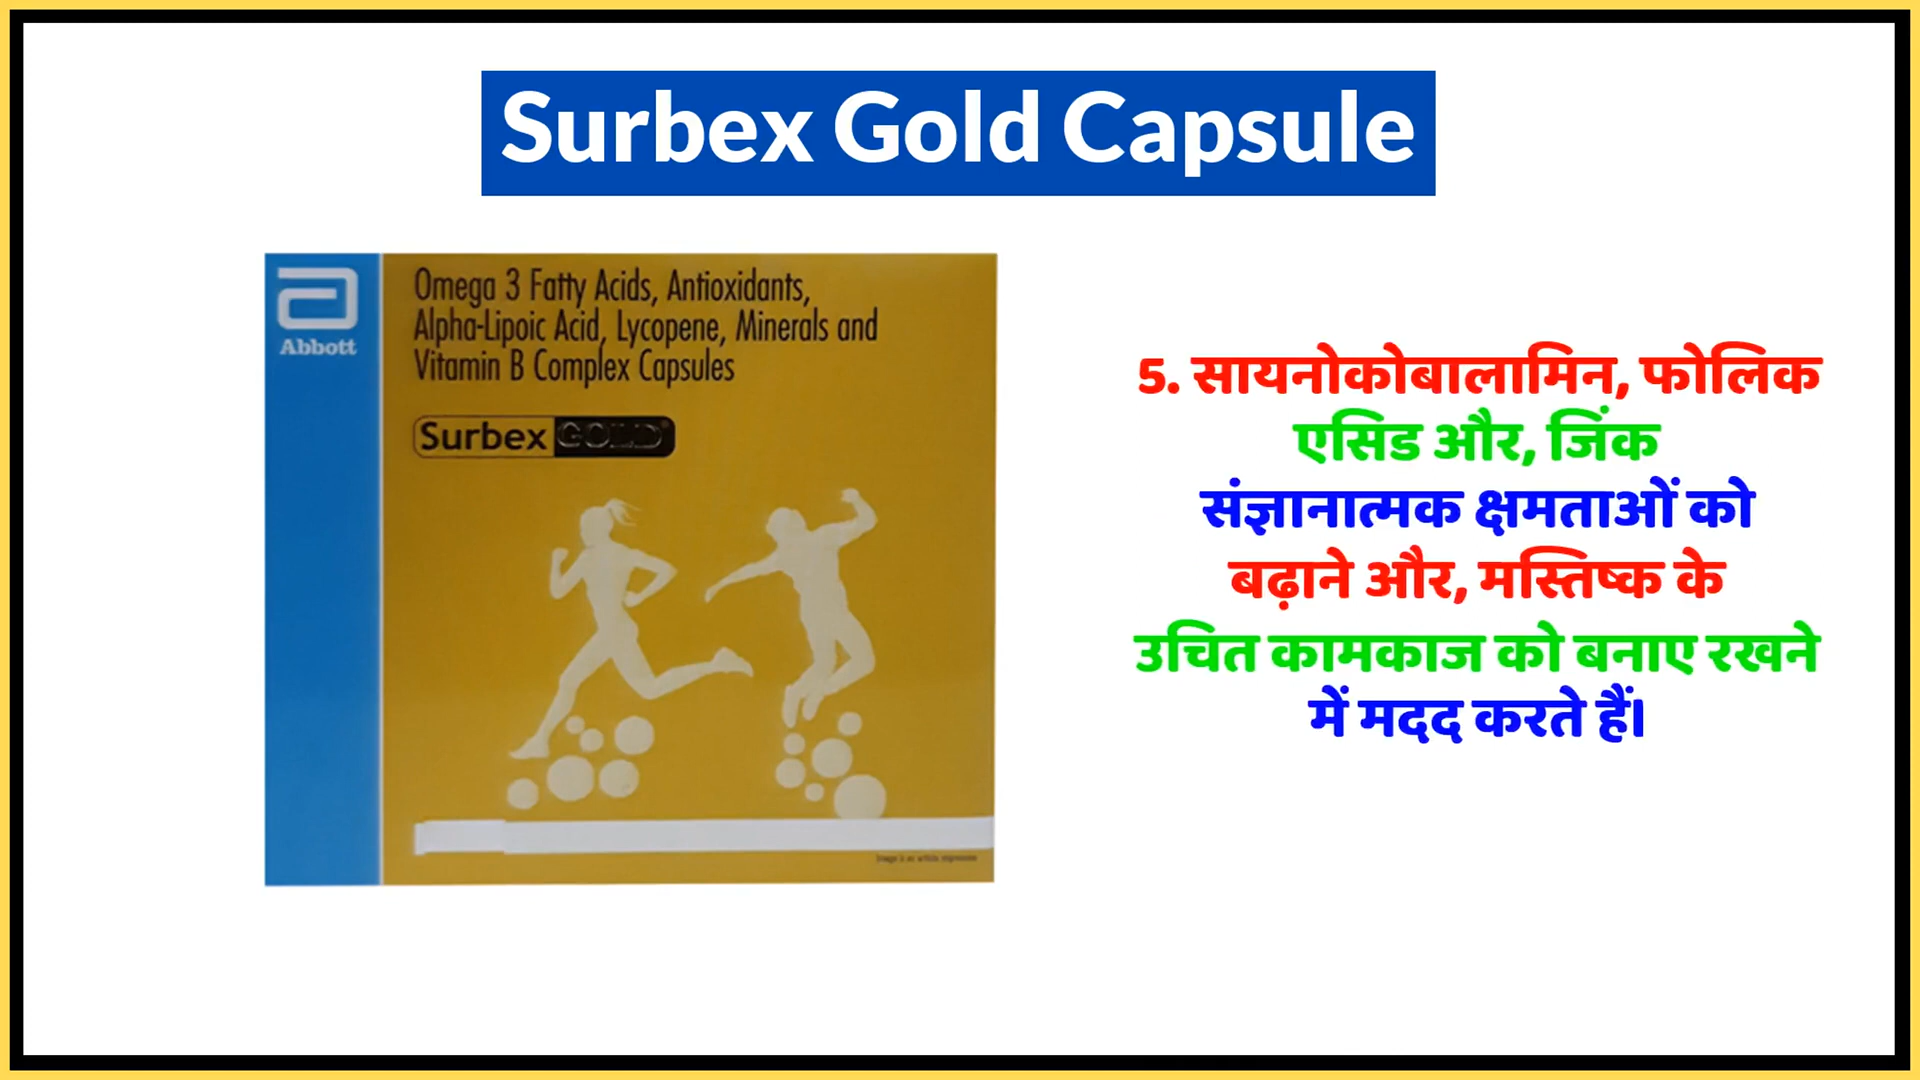 Surbex Gold Capsule
Abbott
Omega 3 Fatty Acids, Antioxidants,
Alpha-Lipoic Acid, Lycopene, Minerals and
Vitamin B Complex Capsules
Surbex GOLD
5. सायनोकोबालामिन, फोलिक
एसिड और, जिंक
संज्ञानात्मक क्षमताओं को
बढ़ाने और, मस्तिष्क के
उचित कामकाज को बनाए रखने
में मदद करते हैं।